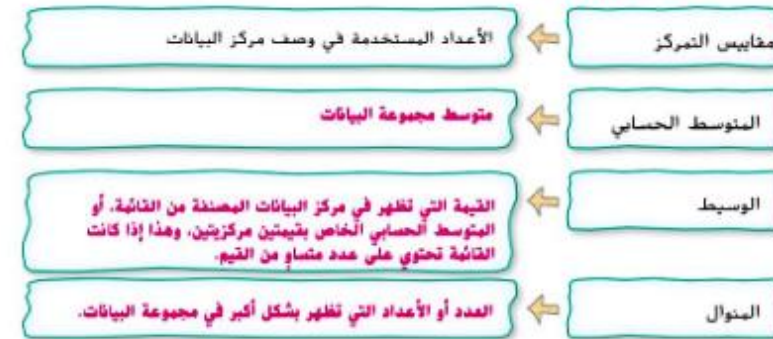 مقاييس التمركز
الأعداد المستخدمة في وصف مركز البيانات
المتوسط الحسابي
متوسط مجموعة البيانات
الوسيط
القيمة التي تظهر في مركز البيانات المصنفة من القائمة، أو
المتوسط الحسابي الخاص بقيمتين مركزيتين، وهذا إذا كانت
القائمة تحتوي على عدد متساوٍ من القيم.
المنوال
العدد أو الأعداد التي تظهر بشكل أكبر في مجموعة البيانات.